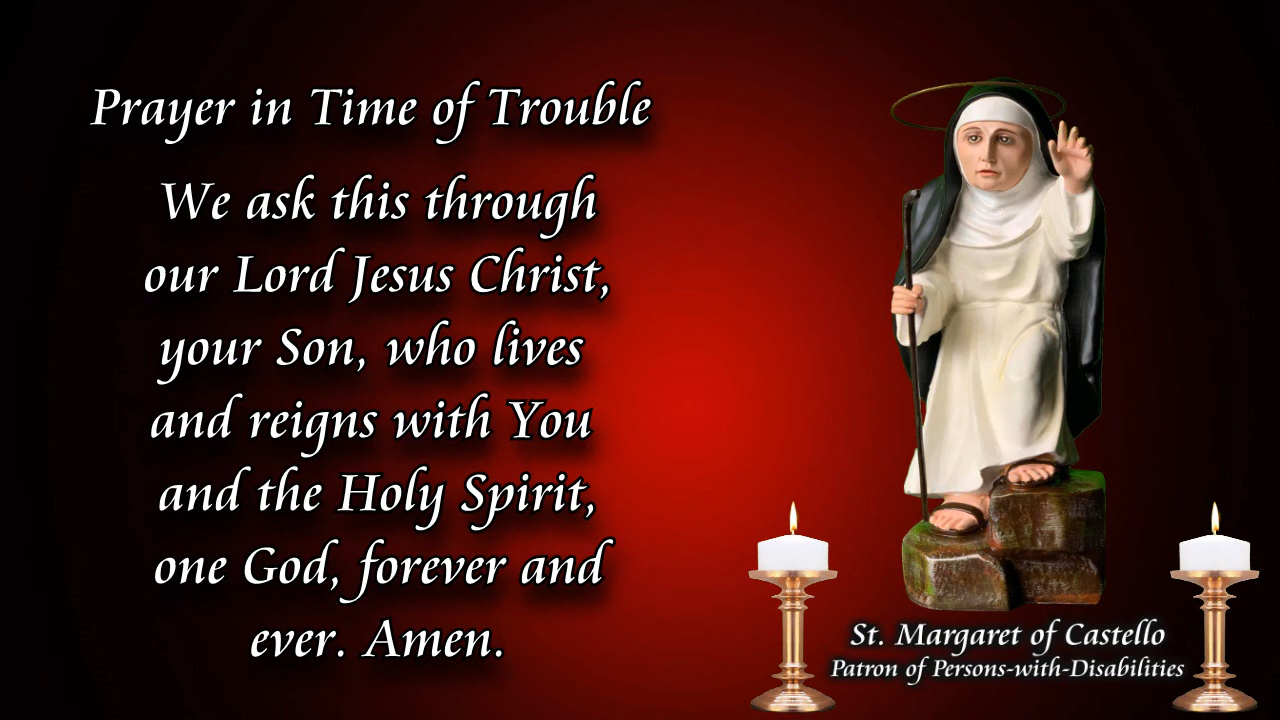 Prayer in Time of Trouble
We ask this through
our Lord Jesus Christ,
your Son, who lives
and reigns with You
and the Holy Spirit,
one God, forever and
ever. Amen.
St. Margaret of Castello
Patron of Persons-with-Disabilities